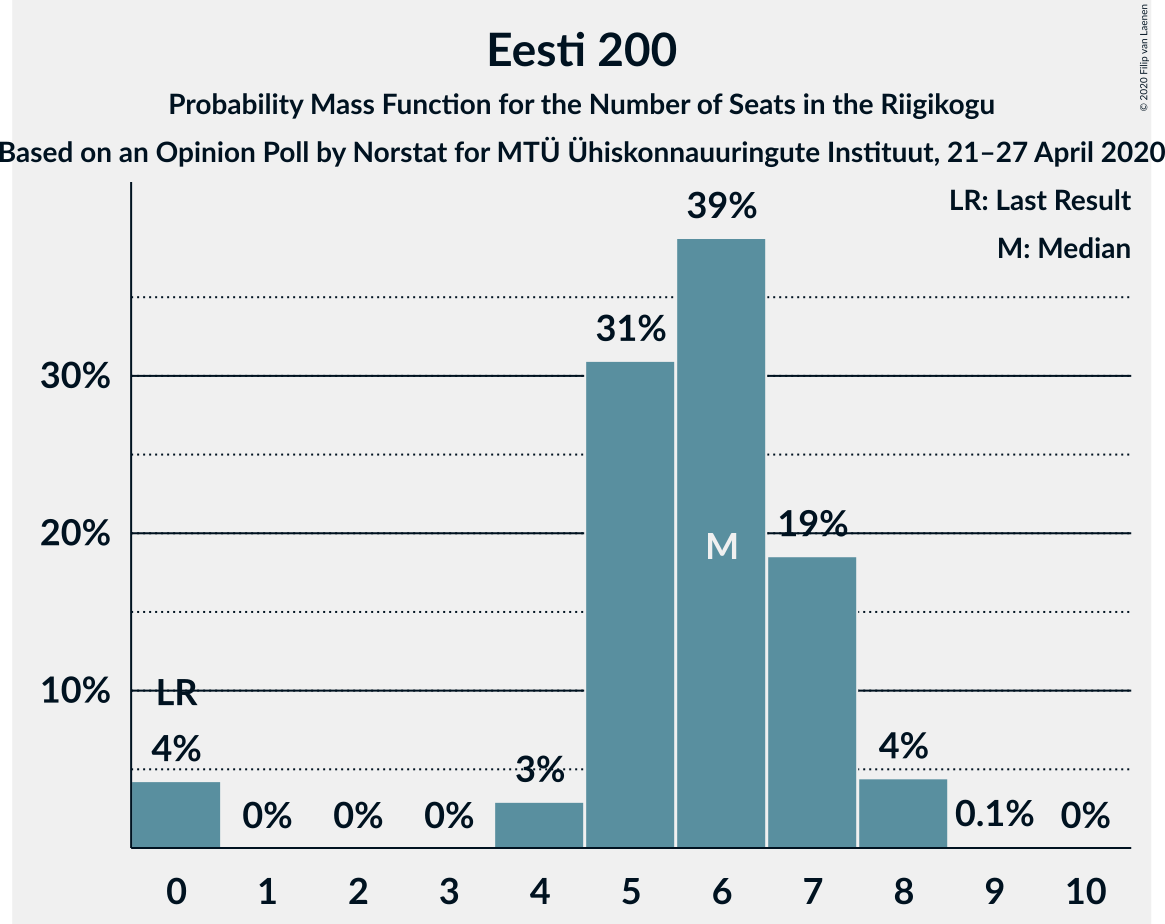 Eesti 200
Probability Mass Function for the Number of Seats in the Riigikogu
Based on an Opinion Poll by Norstat for MTÜ Ühiskonnauuringute Instituut, 21–27 April 2020
© 2020 Filip van Laenen
LR: Last Result
M: Median
39%
31%
30%
20%
19%
M
10%
LR
4%
3%
4%
0%
0%
0%
0.1%
0%
0 1 2 3 4 5 6 7 8 9 10